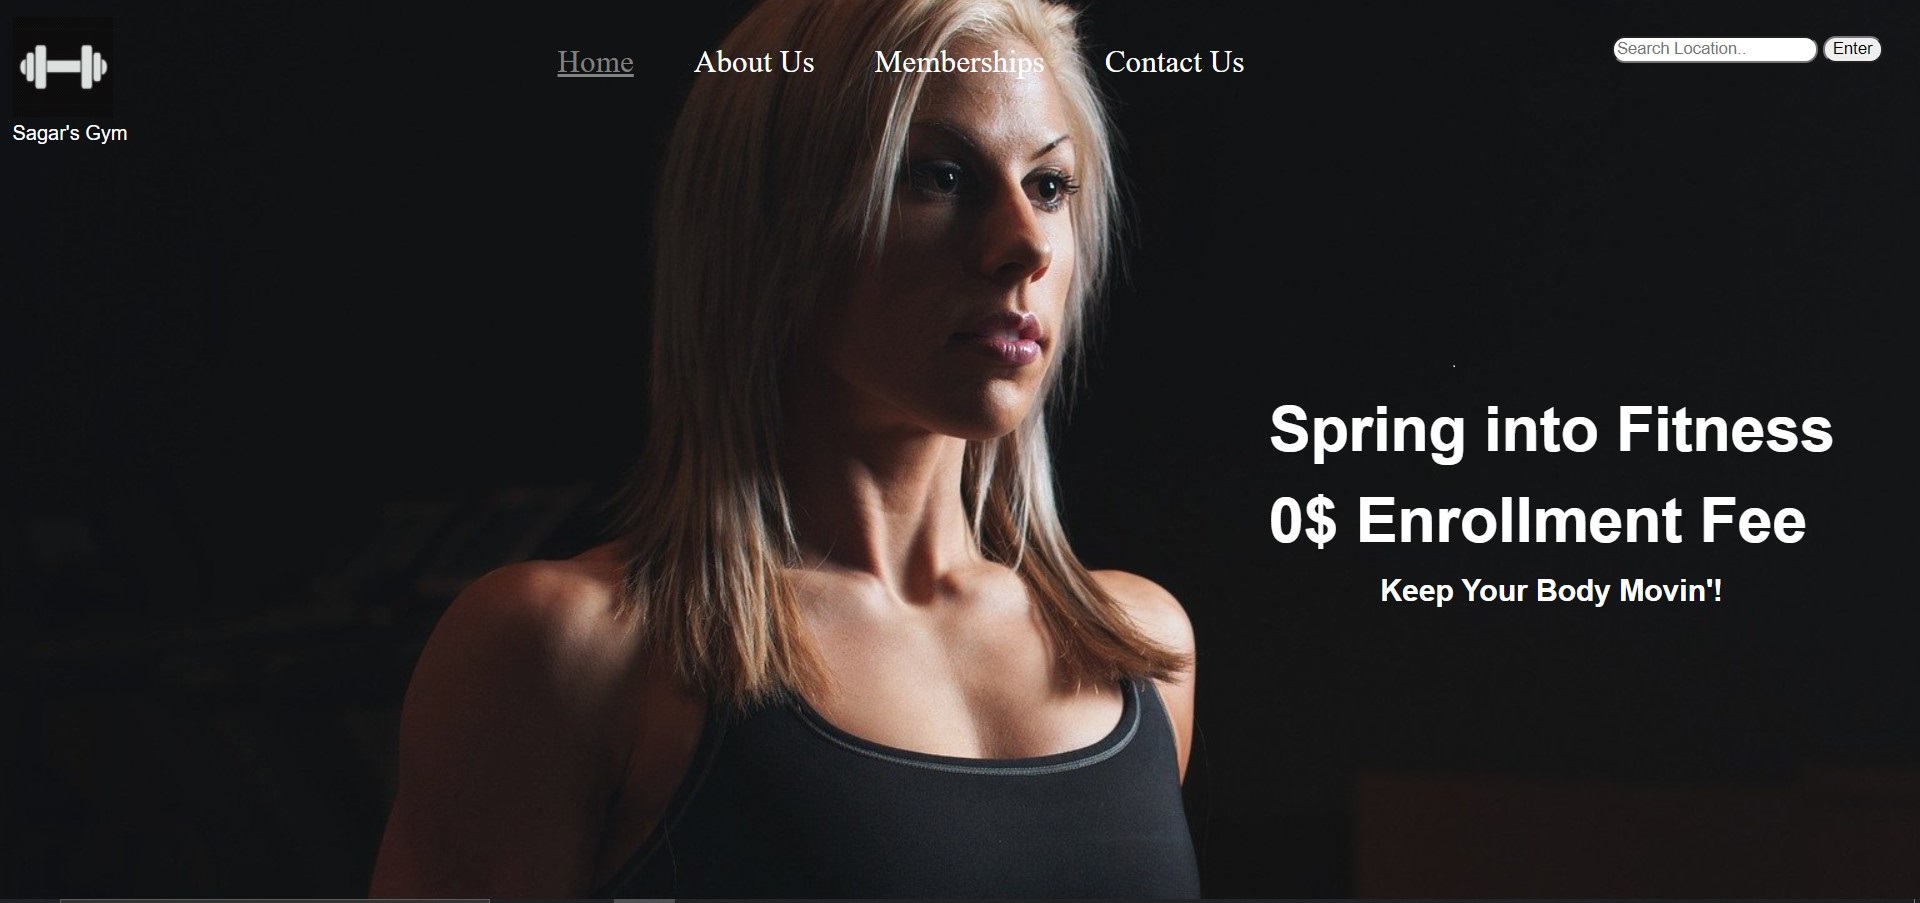 Home About Us Memberships Contact Us
Search Location.. Enter
Sagar's Gym
Spring into Fitness
0$ Enrollment Fee
Keep Your Body Movin'!